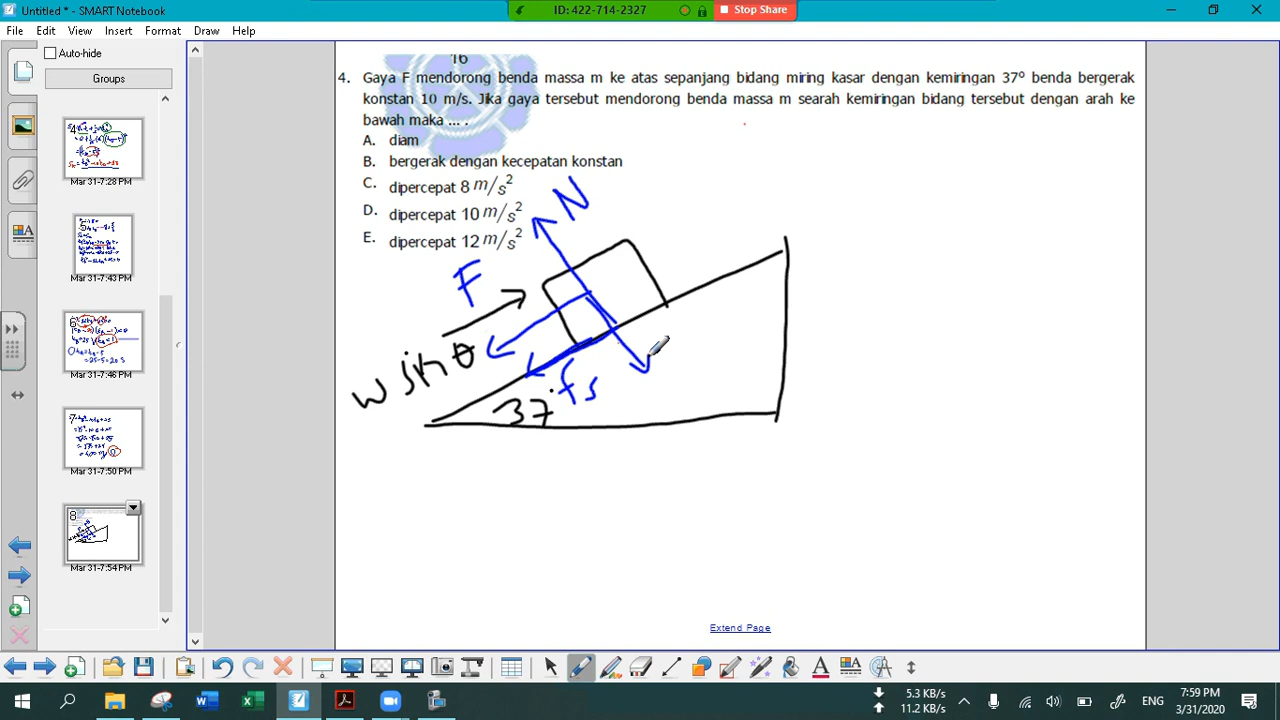 Untitled * - SMART Notebook
ID: 422-714-2327
Stop Share
File Edit View Insert Format Draw Help
Auto-hide
Groups
Mar 31-7:28 PM
Mar 31-7:43 PM
Mar 31-7:48 PM
Mar 31-7:50 PM
8
Mar 31-7:54 PM
16
4. Gaya F mendorong benda massa m ke atas sepanjang bidang miring kasar dengan kemiringan 37° benda bergerak
konstan 10 m/s. Jika gaya tersebut mendorong benda massa m searah kemiringan bidang tersebut dengan arah ke
bawah maka ... .
A. diam
B. bergerak dengan kecepatan konstan
C. dipercepat 8 m/s²
D. dipercepat 10 m/s²
E. dipercepat 12 m/s²
N
F
w sin θ
fs
37°
Extend Page
5.3 KB/s
11.2 KB/s
ENG
7:59 PM
3/31/2020